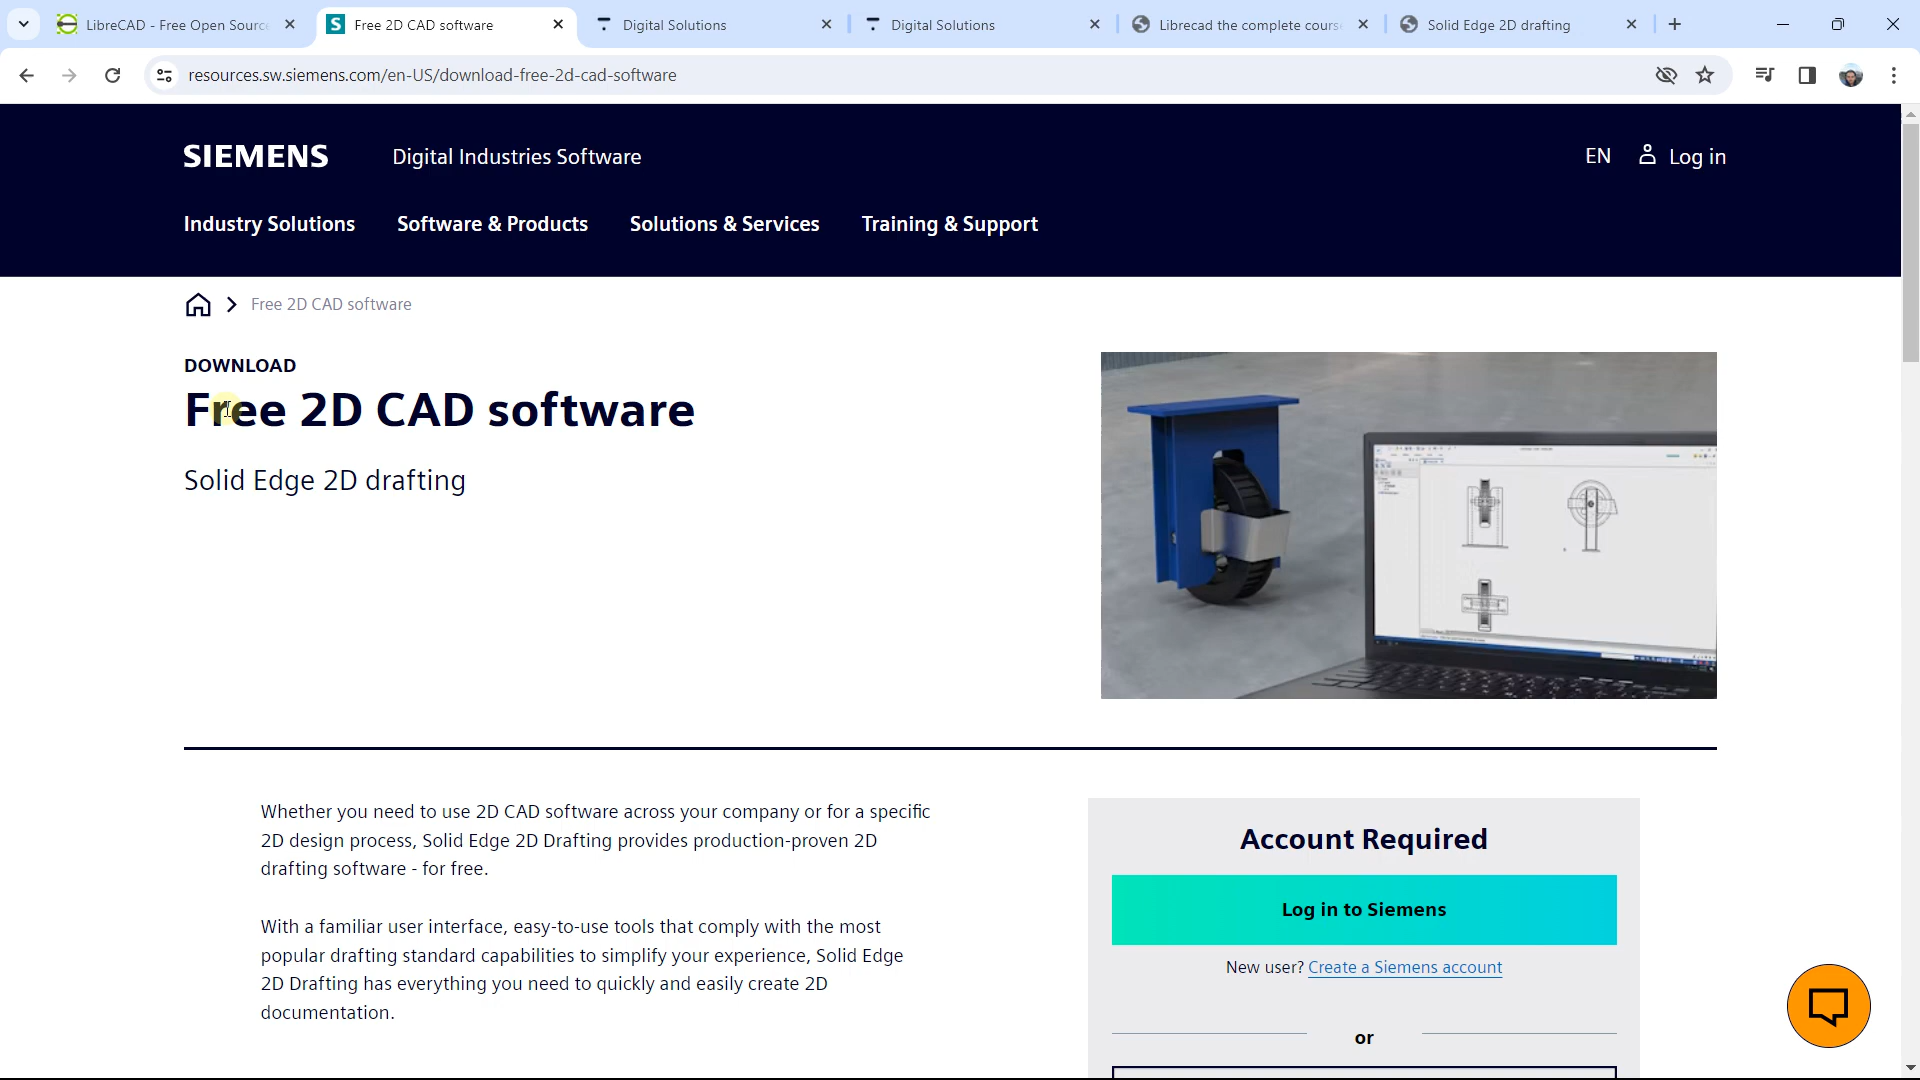 LibreCAD - Free Open Source
Free 2D CAD software
Digital Solutions
Digital Solutions
Librecad the complete cours
Solid Edge 2D drafting
resources.sw.siemens.com/en-US/download-free-2d-cad-software
SIEMENS
Digital Industries Software
EN
Log in
Industry Solutions
Software & Products
Solutions & Services
Training & Support
Free 2D CAD software
DOWNLOAD
Free 2D CAD software
Solid Edge 2D drafting
Whether you need to use 2D CAD software across your company or for a specific
2D design process, Solid Edge 2D Drafting provides production-proven 2D
drafting software - for free.
With a familiar user interface, easy-to-use tools that comply with the most
popular drafting standard capabilities to simplify your experience, Solid Edge
2D Drafting has everything you need to quickly and easily create 2D
documentation.
Account Required
Log in to Siemens
New user? Create a Siemens account
or